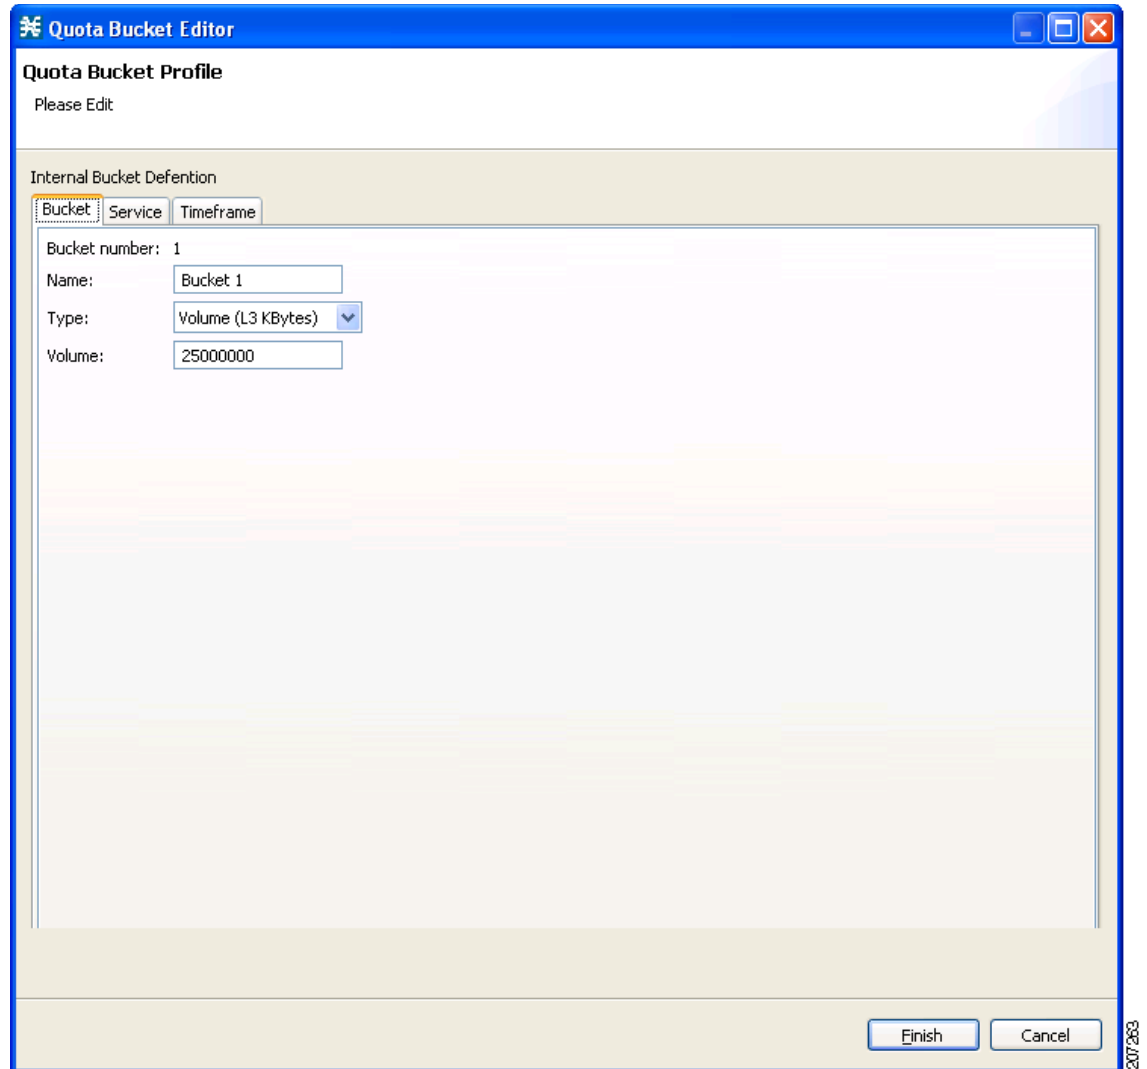 Quota Bucket Editor
Quota Bucket Profile
Please Edit
Internal Bucket Defention
Bucket Service Timeframe
Bucket number: 1
Name: Bucket 1
Type: Volume (L3 KBytes)
Volume: 25000000
Finish Cancel
207263